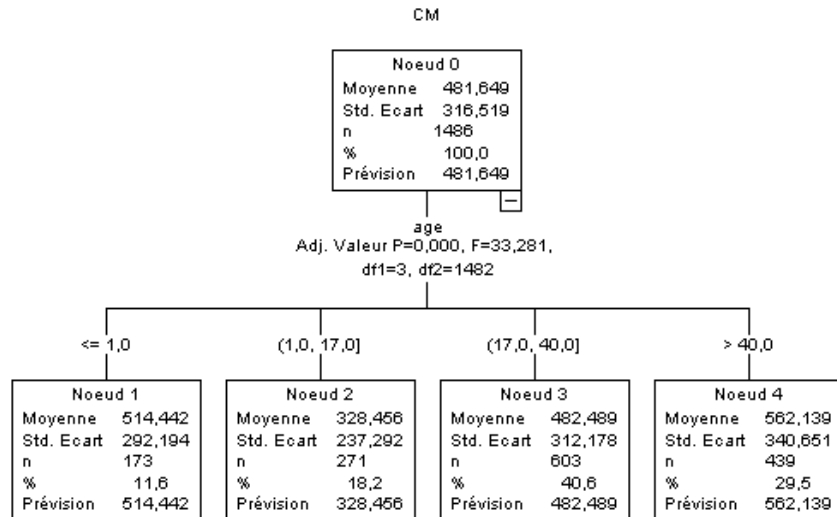 CM
Noeud 0
Moyenne 481,649
Std. Ecart 316,519
n 1486
% 100,0
Prévision 481,649
age
Adj. Valeur P=0,000, F=33,281,
df1=3, df2=1482
<= 1,0
(1,0, 17,0]
(17,0, 40,0]
> 40,0
Noeud 1
Moyenne 514,442
Std. Ecart 292,194
n 173
% 11,6
Prévision 514,442
Noeud 2
Moyenne 328,456
Std. Ecart 237,292
n 271
% 18,2
Prévision 328,456
Noeud 3
Moyenne 482,489
Std. Ecart 312,178
n 603
% 40,6
Prévision 482,489
Noeud 4
Moyenne 562,139
Std. Ecart 340,651
n 439
% 29,5
Prévision 562,139